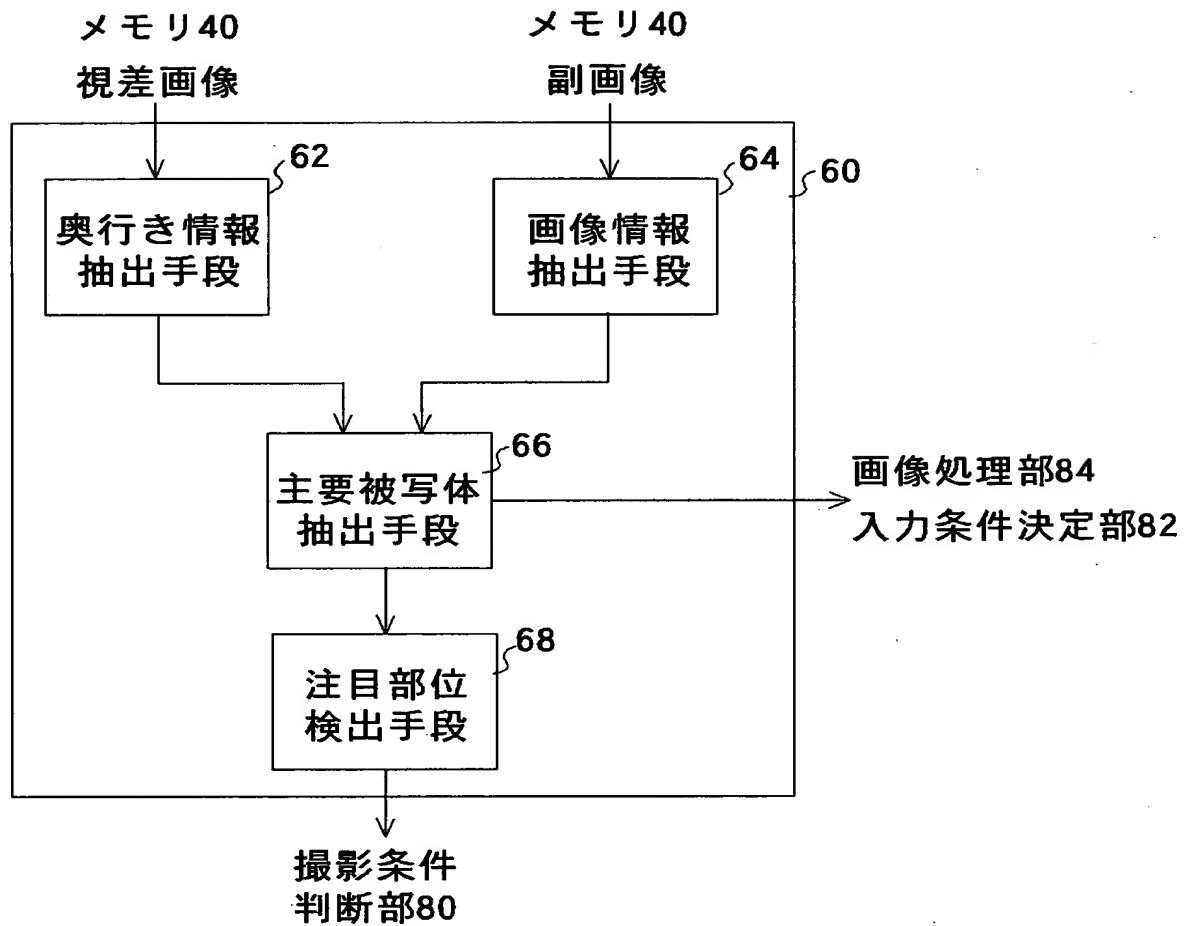 メモリ40
視差画像
メモリ40
副画像
62
64
60
奥行き情報
抽出手段
画像情報
抽出手段
66
主要被写体
抽出手段
画像処理部84
入力条件決定部82
68
注目部位
検出手段
撮影条件
判断部80